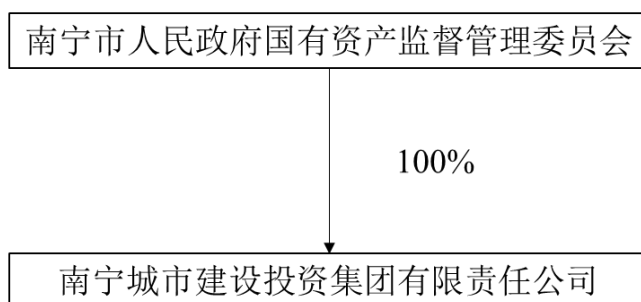 南宁市人民政府国有资产监督管理委员会
100%
南宁城市建设投资集团有限责任公司